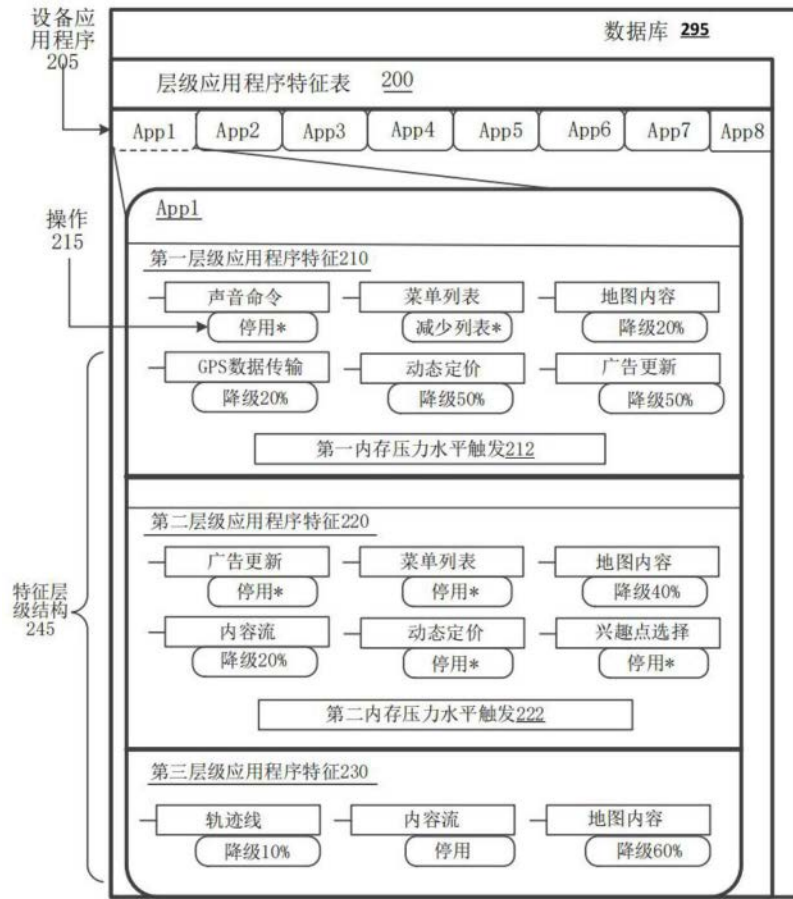 设备应
用程序
205
数据库 295
层级应用程序特征表 200
App1 App2 App3 App4 App5 App6 App7 App8
操作
215
App1
第一层级应用程序特征210
声音命令 菜单列表 地图内容
停用* 减少列表* 降级20%
GPS数据传输 动态定价 广告更新
降级20% 降级50% 降级50%
第一内存压力水平触发212
特征层
级结构
245
第二层级应用程序特征220
广告更新 菜单列表 地图内容
停用* 停用* 降级40%
内容流 动态定价 兴趣点选择
降级20% 停用* 停用*
第二内存压力水平触发222
第三层级应用程序特征230
轨迹线 内容流 地图内容
降级10% 停用 降级60%